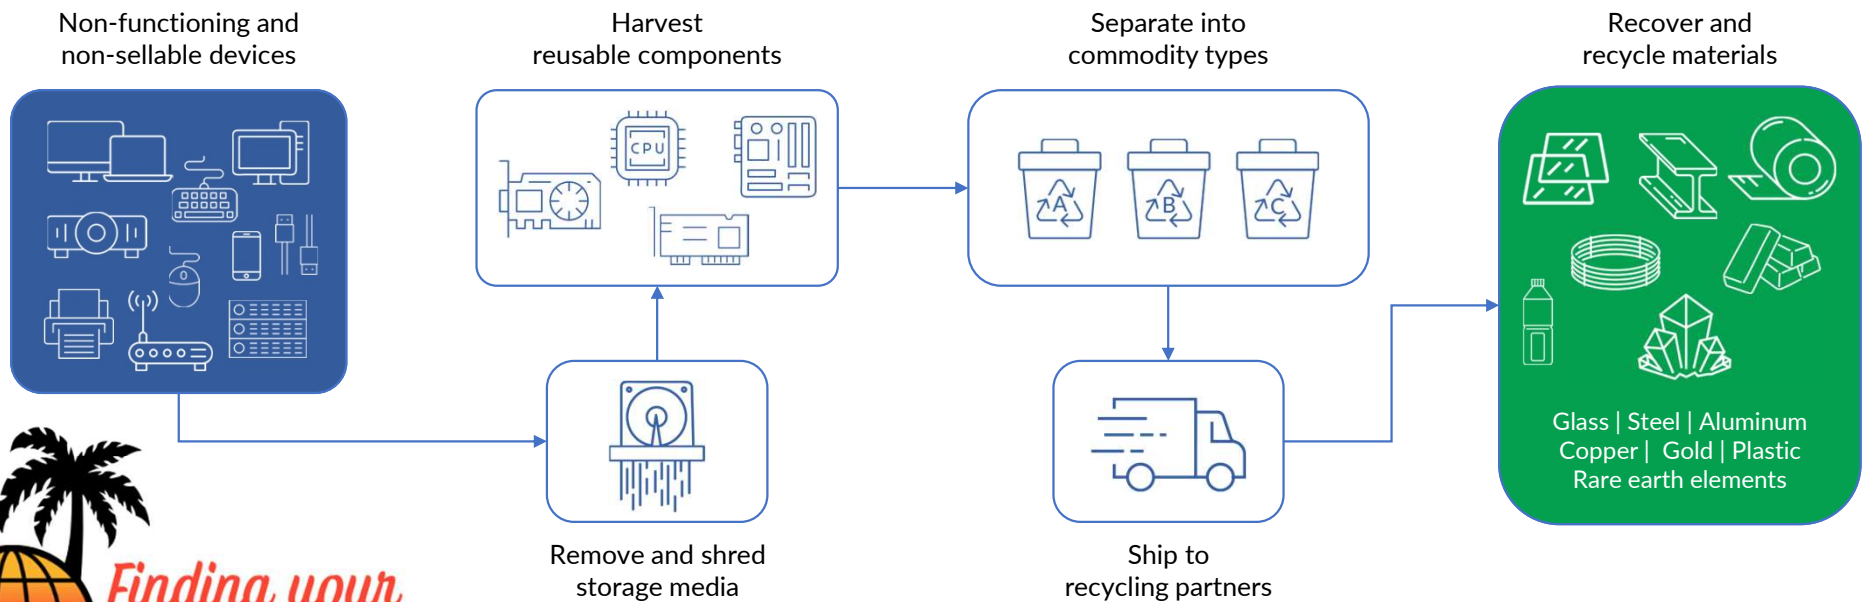 Non-functioning and
non-sellable devices
Harvest
reusable components
Separate into
commodity types
Recover and
recycle materials
CPU
A
B
C
Glass | Steel | Aluminum
Copper | Gold | Plastic
Rare earth elements
Remove and shred
storage media
Ship to
recycling partners
Finding your